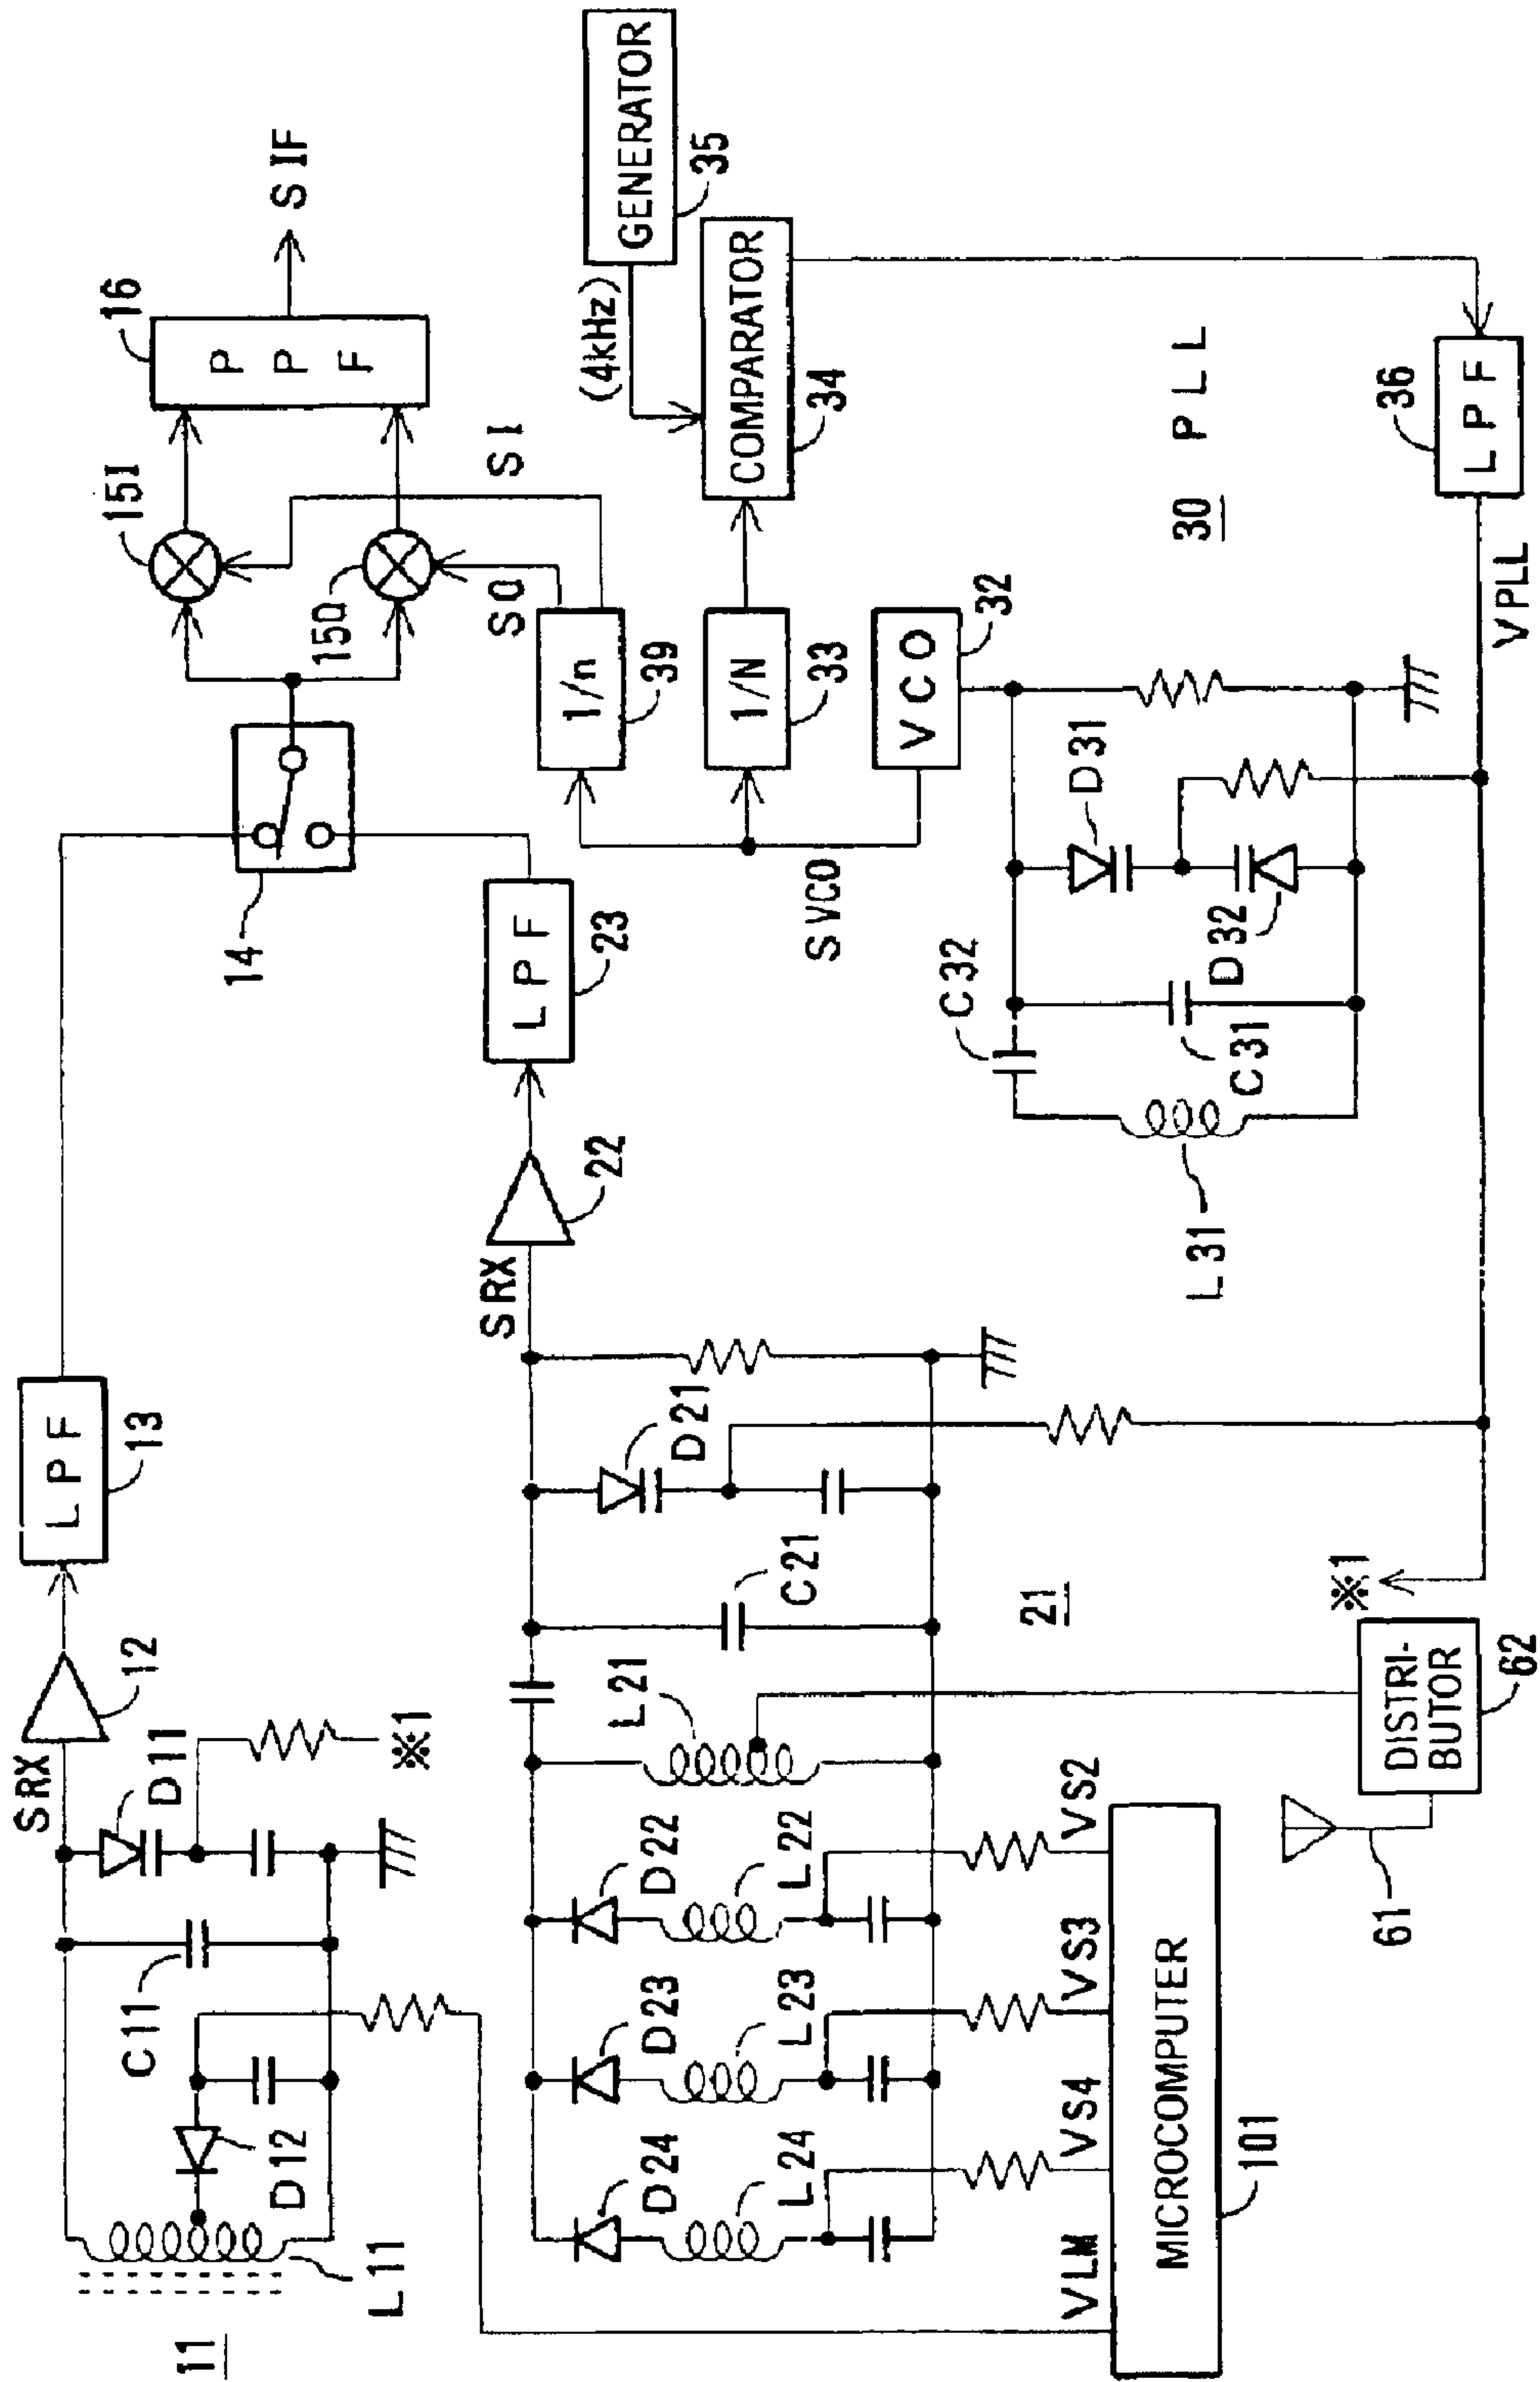 11
L11
D12
C11
SRX
D11
※1
12
LPF
13
14
15I
15Q
16
PPF
SIF
SI
SQ
1/n
39
1/N
33
SVCO
VCO
32
(4kHz)
GENERATOR
35
COMPARATOR
34
30 PLL
LPF
36
VPLL
D24
L24
D23
L23
D22
L22
L21
C21
D21
21
SRX
22
LPF
23
L31
C32
C31
D32
D31
VLM
VS4
VS3
VS2
MICROCOMPUTER
101
61
DISTRI-
BUTOR
62
※1